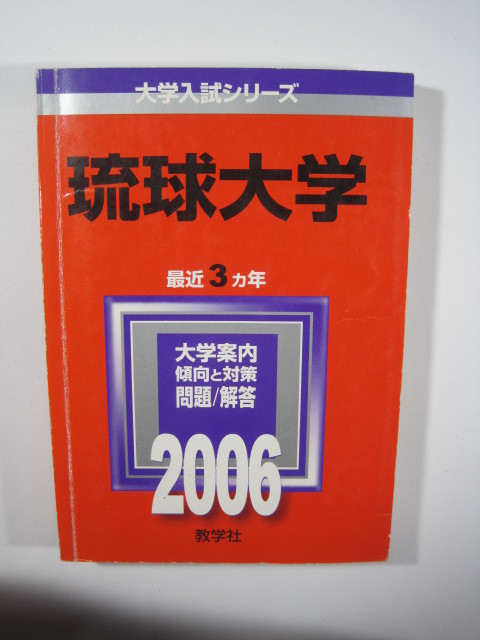 大学入試シリーズ
琉球大学
最近3ヵ年
大学案内
傾向と対策
問題/解答
2006
教学社